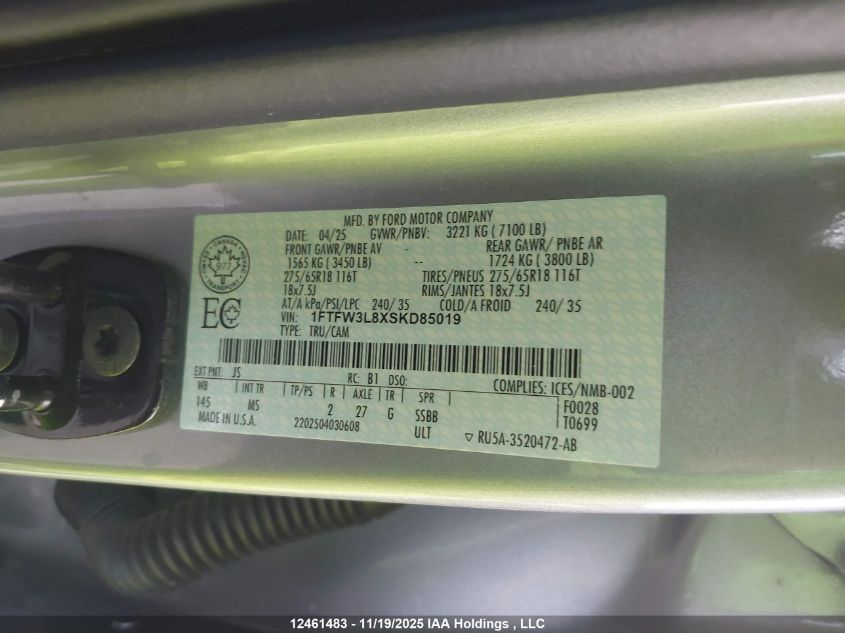 MFD. BY FORD MOTOR COMPANY
DATE: 04/25 GVWR/PNBV: 3221 KG ( 7100 LB)
FRONT GAWR/PNBE AV - REAR GAWR/ PNBE AR
1565 KG ( 3450 LB) -- 1724 KG ( 3800 LB)
275/65R18 116T TIRES/PNEUS 275/65R18 116T
18x7.5J RIMS/JANTES 18x7.5J
AT/A kPa/PSI/LPC 240/ 35 COLD/A FROID 240/ 35
VIN: 1FTFW3L8XSKD85019
TYPE: TRU/CAM
CANADA
977
EC
EXT PNT: JS RC: B1 DSO: COMPLIES: ICES/NMB-002
WB INT TR TP/PS R AXLE TR SPR F0028
145 MS 2 27 G SSBB T0699
MADE IN U.S.A. 2202504030608 ULT ▽ RU5A-3520472-AB
12461483 - 11/19/2025 IAA Holdings , LLC